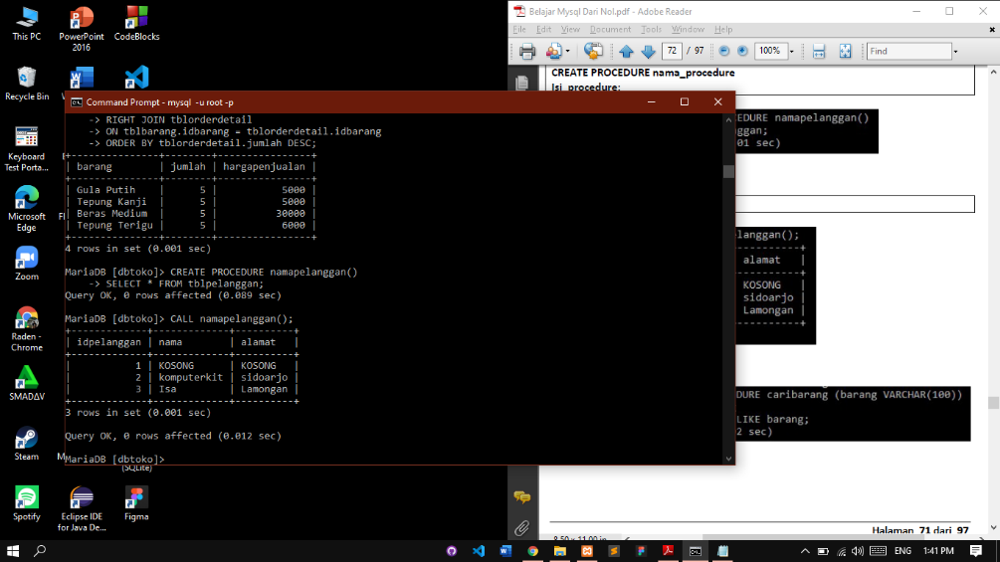 This PC
PowerPoint
2016
CodeBlocks
Recycle Bin
Keyboard
Test Porta...
Microsoft
Edge
Zoom
Raden -
Chrome
SMADAV
Steam
(SQLite)
Spotify
Eclipse IDE
for Java De...
Figma
Command Prompt - mysql -u root -p
-> RIGHT JOIN tblorderdetail
-> ON tblbarang.idbarang = tblorderdetail.idbarang
-> ORDER BY tblorderdetail.jumlah DESC;
+--------------+--------+----------------+
| barang | jumlah | hargapenjualan |
+--------------+--------+----------------+
| Gula Putih | 5 | 5000 |
| Tepung Kanji | 5 | 5000 |
| Beras Medium | 5 | 30000 |
| Tepung Terigu | 5 | 6000 |
+--------------+--------+----------------+
4 rows in set (0.001 sec)
MariaDB [dbtoko]> CREATE PROCEDURE namapelanggan()
-> SELECT * FROM tblpelanggan;
Query OK, 0 rows affected (0.089 sec)
MariaDB [dbtoko]> CALL namapelanggan();
+-------------+-------------+----------+
| idpelanggan | nama | alamat |
+-------------+-------------+----------+
| 1 | KOSONG | KOSONG |
| 2 | komputerkit | sidoarjo |
| 3 | Isa | Lamongan |
+-------------+-------------+----------+
3 rows in set (0.001 sec)
Query OK, 0 rows affected (0.012 sec)
MariaDB [dbtoko]>
Belajar Mysql Dari Nol.pdf - Adobe Reader
File Edit View Document Tools Window Help
72 / 97 100% Find
CREATE PROCEDURE nama_procedure
Isi_procedure;
DURE namapelanggan()
ggan;
01 sec)
langgan();
alamat |
KOSONG |
sidoarjo |
Lamongan |
DURE caribarang (barang VARCHAR(100))
LIKE barang;
2 sec)
Halaman 71 dari 97
8.50 x 11.00 in
ENG 1:41 PM